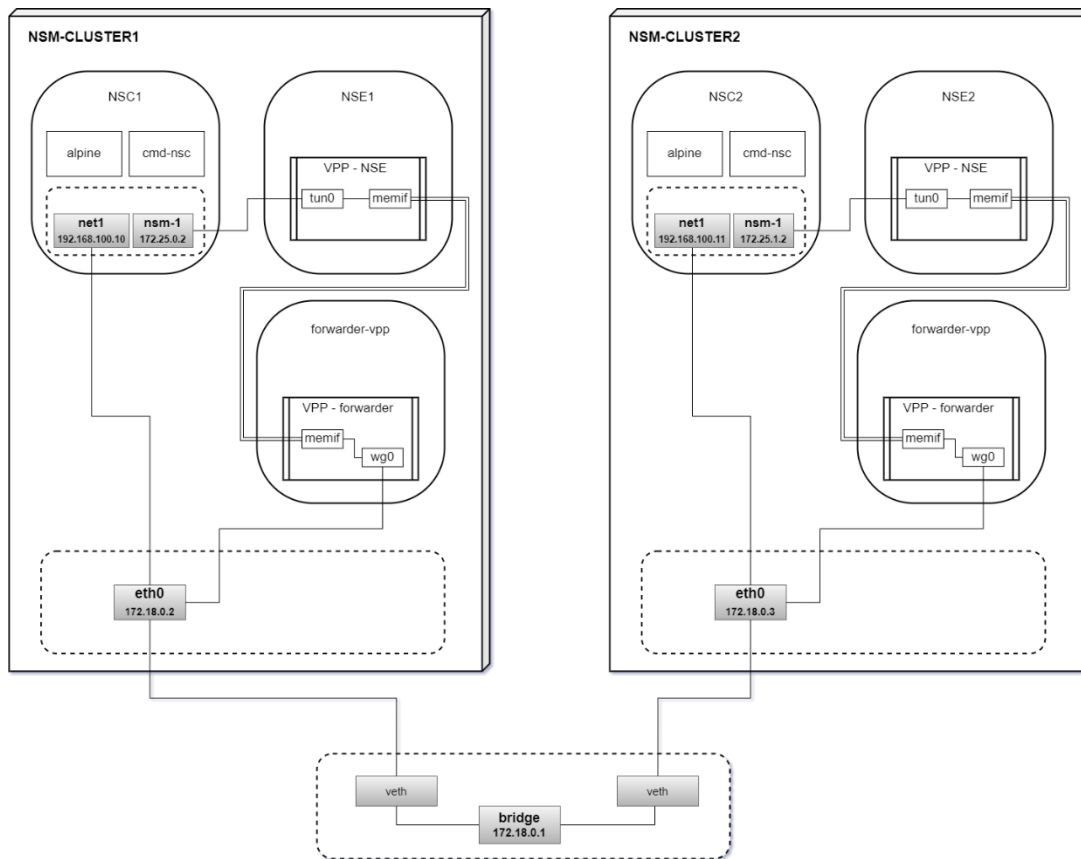 NSM-CLUSTER1
NSC1
NSE1
alpine
cmd-nsc
VPP - NSE
tun0
memif
net1
192.168.100.10
nsm-1
172.25.0.2
forwarder-vpp
VPP - forwarder
memif
wg0
eth0
172.18.0.2
NSM-CLUSTER2
NSC2
NSE2
alpine
cmd-nsc
VPP - NSE
tun0
memif
net1
192.168.100.11
nsm-1
172.25.1.2
forwarder-vpp
VPP - forwarder
memif
wg0
eth0
172.18.0.3
veth
veth
bridge
172.18.0.1